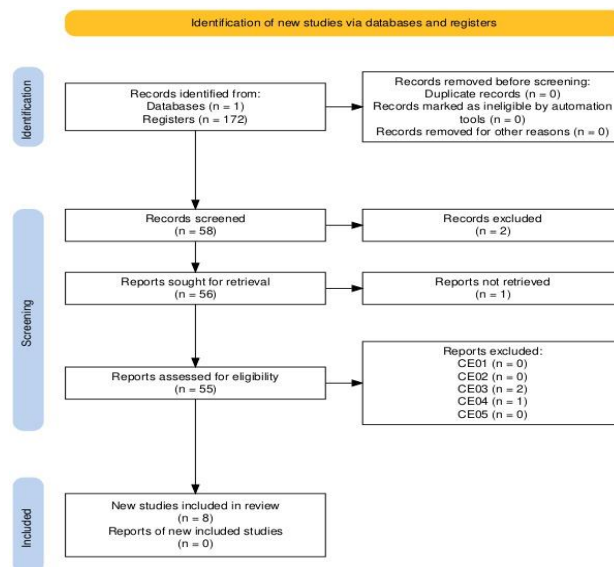 Identification of new studies via databases and registers
Identification
Records identified from:
Databases (n = 1)
Registers (n = 172)
Records removed before screening:
Duplicate records (n = 0)
Records marked as ineligible by automation
tools (n = 0)
Records removed for other reasons (n = 0)
Screening
Records screened
(n = 58)
Records excluded
(n = 2)
Reports sought for retrieval
(n = 56)
Reports not retrieved
(n = 1)
Reports assessed for eligibility
(n = 55)
Reports excluded:
CE01 (n = 0)
CE02 (n = 0)
CE03 (n = 2)
CE04 (n = 1)
CE05 (n = 0)
Included
New studies included in review
(n = 8)
Reports of new included studies
(n = 0)